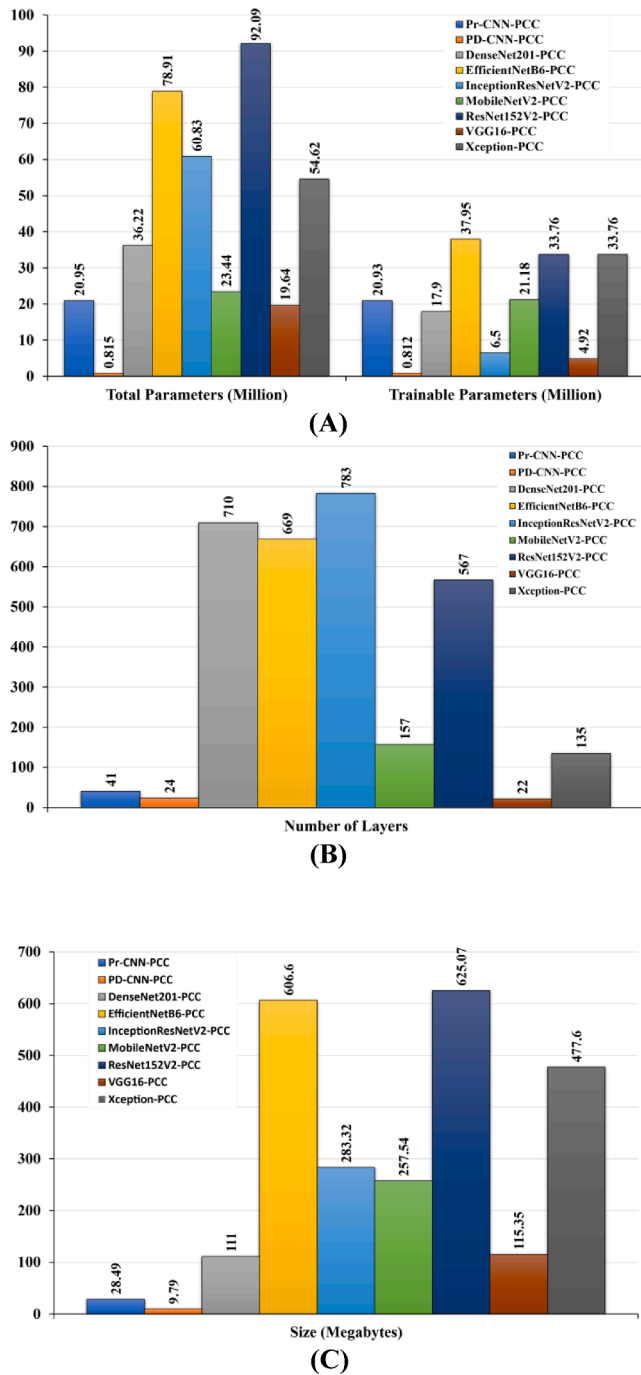 100
90
80
70
60
50
40
30
20
10
0
Pr-CNN-PCC
PD-CNN-PCC
DenseNet201-PCC
EfficientNetB6-PCC
InceptionResNetV2-PCC
MobileNetV2-PCC
ResNet152V2-PCC
VGG16-PCC
Xception-PCC
20.95
0.815
36.22
78.91
60.83
23.44
92.09
19.64
54.62
20.93
0.812
17.9
37.95
6.5
21.18
33.76
4.92
33.76
Total Parameters (Million)
Trainable Parameters (Million)
(A)
900
800
700
600
500
400
300
200
100
0
Pr-CNN-PCC
PD-CNN-PCC
DenseNet201-PCC
EfficientNetB6-PCC
InceptionResNetV2-PCC
MobileNetV2-PCC
ResNet152V2-PCC
VGG16-PCC
Xception-PCC
41
24
710
669
783
157
567
22
135
Number of Layers
(B)
700
600
500
400
300
200
100
0
Pr-CNN-PCC
PD-CNN-PCC
DenseNet201-PCC
EfficientNetB6-PCC
InceptionResNetV2-PCC
MobileNetV2-PCC
ResNet152V2-PCC
VGG16-PCC
Xception-PCC
28.49
9.79
111
606.6
283.32
257.54
625.07
115.35
477.6
Size (Megabytes)
(C)